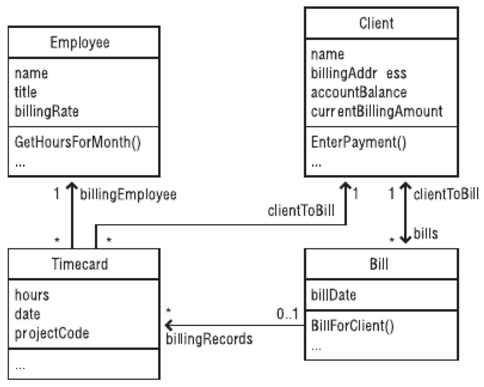 Employee
name
title
billingRate
GetHoursForMonth()
...
Client
name
billingAddr ess
accountBalance
currentBillingAmount
EnterPayment()
...
1 billingEmployee
clientToBill 1
1 clientToBill
* *
* bills
Timecard
hours
date
projectCode
...
* 0..1
billingRecords
Bill
billDate
BillForClient()
...